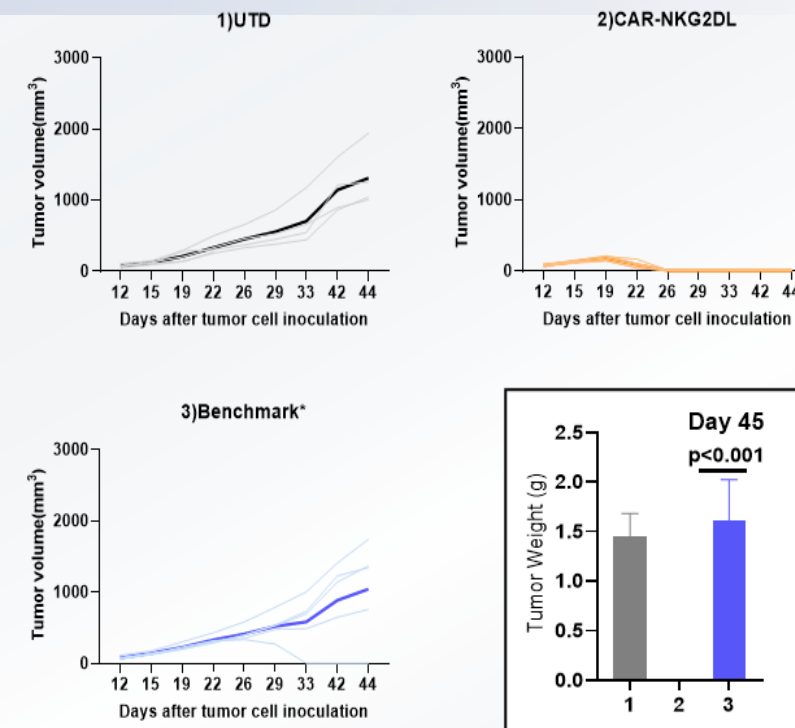 1)UTD
3000
2000
1000
0
Tumor volume(mm³)
12 15 19 22 26 29 33 42 44
Days after tumor cell inoculation
2)CAR-NKG2DL
3000
2000
1000
0
Tumor volume(mm³)
12 15 19 22 26 29 33 42 44
Days after tumor cell inoculation
3)Benchmark*
3000
2000
1000
0
Tumor volume(mm³)
12 15 19 22 26 29 33 42 44
Days after tumor cell inoculation
Day 45
p<0.001
2.5
2.0
1.5
1.0
0.5
0.0
Tumor Weight (g)
1 2 3